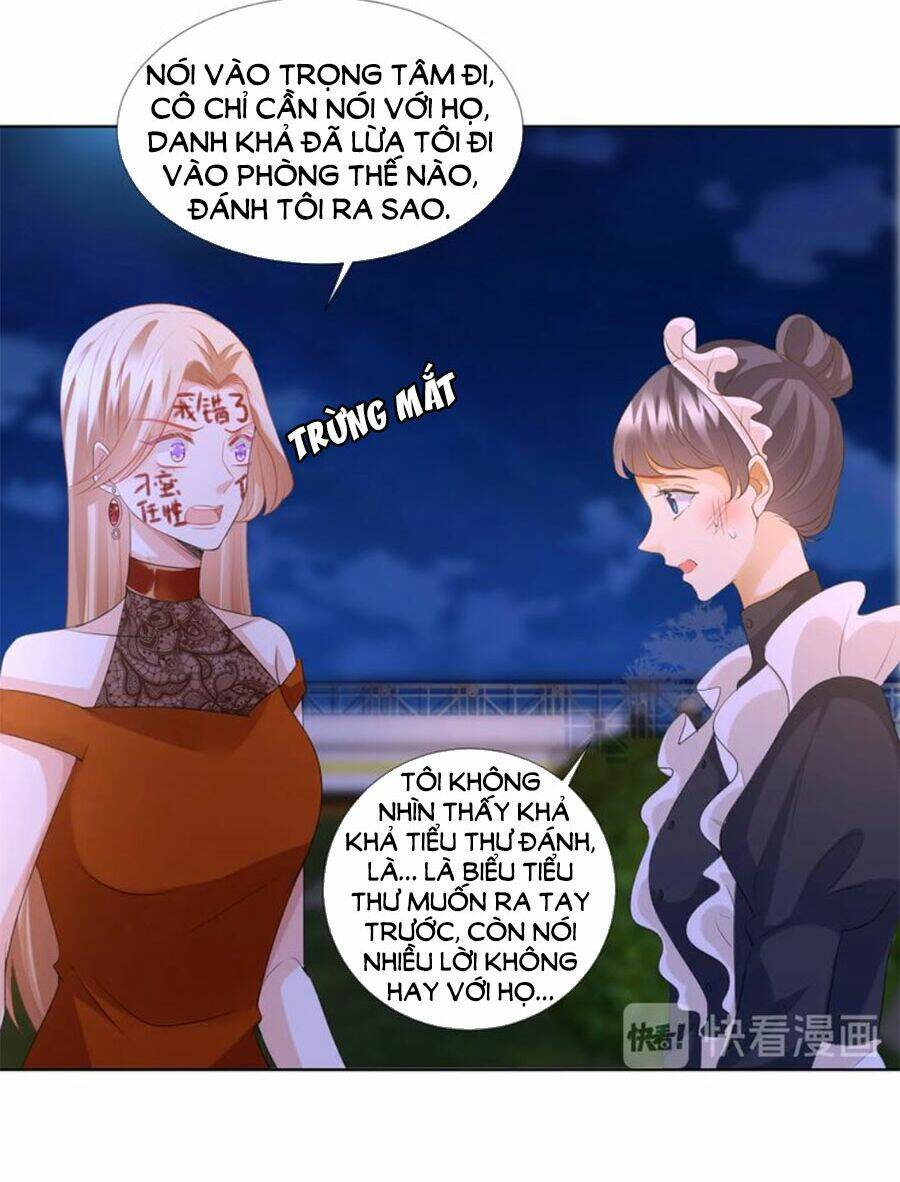 NÓI VÀO TRỌNG TÂM ĐI,
CÔ CHỈ CẦN NÓI VỚI HỌ,
DANH KHẢ ĐÃ LỪA TÔI ĐI
VÀO PHÒNG THẾ NÀO,
ĐÁNH TÔI RA SAO.
我错了
刁蛮
任性
TRỪNG MẮT
TÔI KHÔNG
NHÌN THẤY KHẢ
KHẢ TIỂU THƯ ĐÁNH,
LÀ... LÀ BIỂU TIỂU
THƯ MUỐN RA TAY
TRƯỚC, CÒN NÓI
NHIỀU LỜI KHÔNG
HAY VỚI HỌ...
快看! 快看漫画